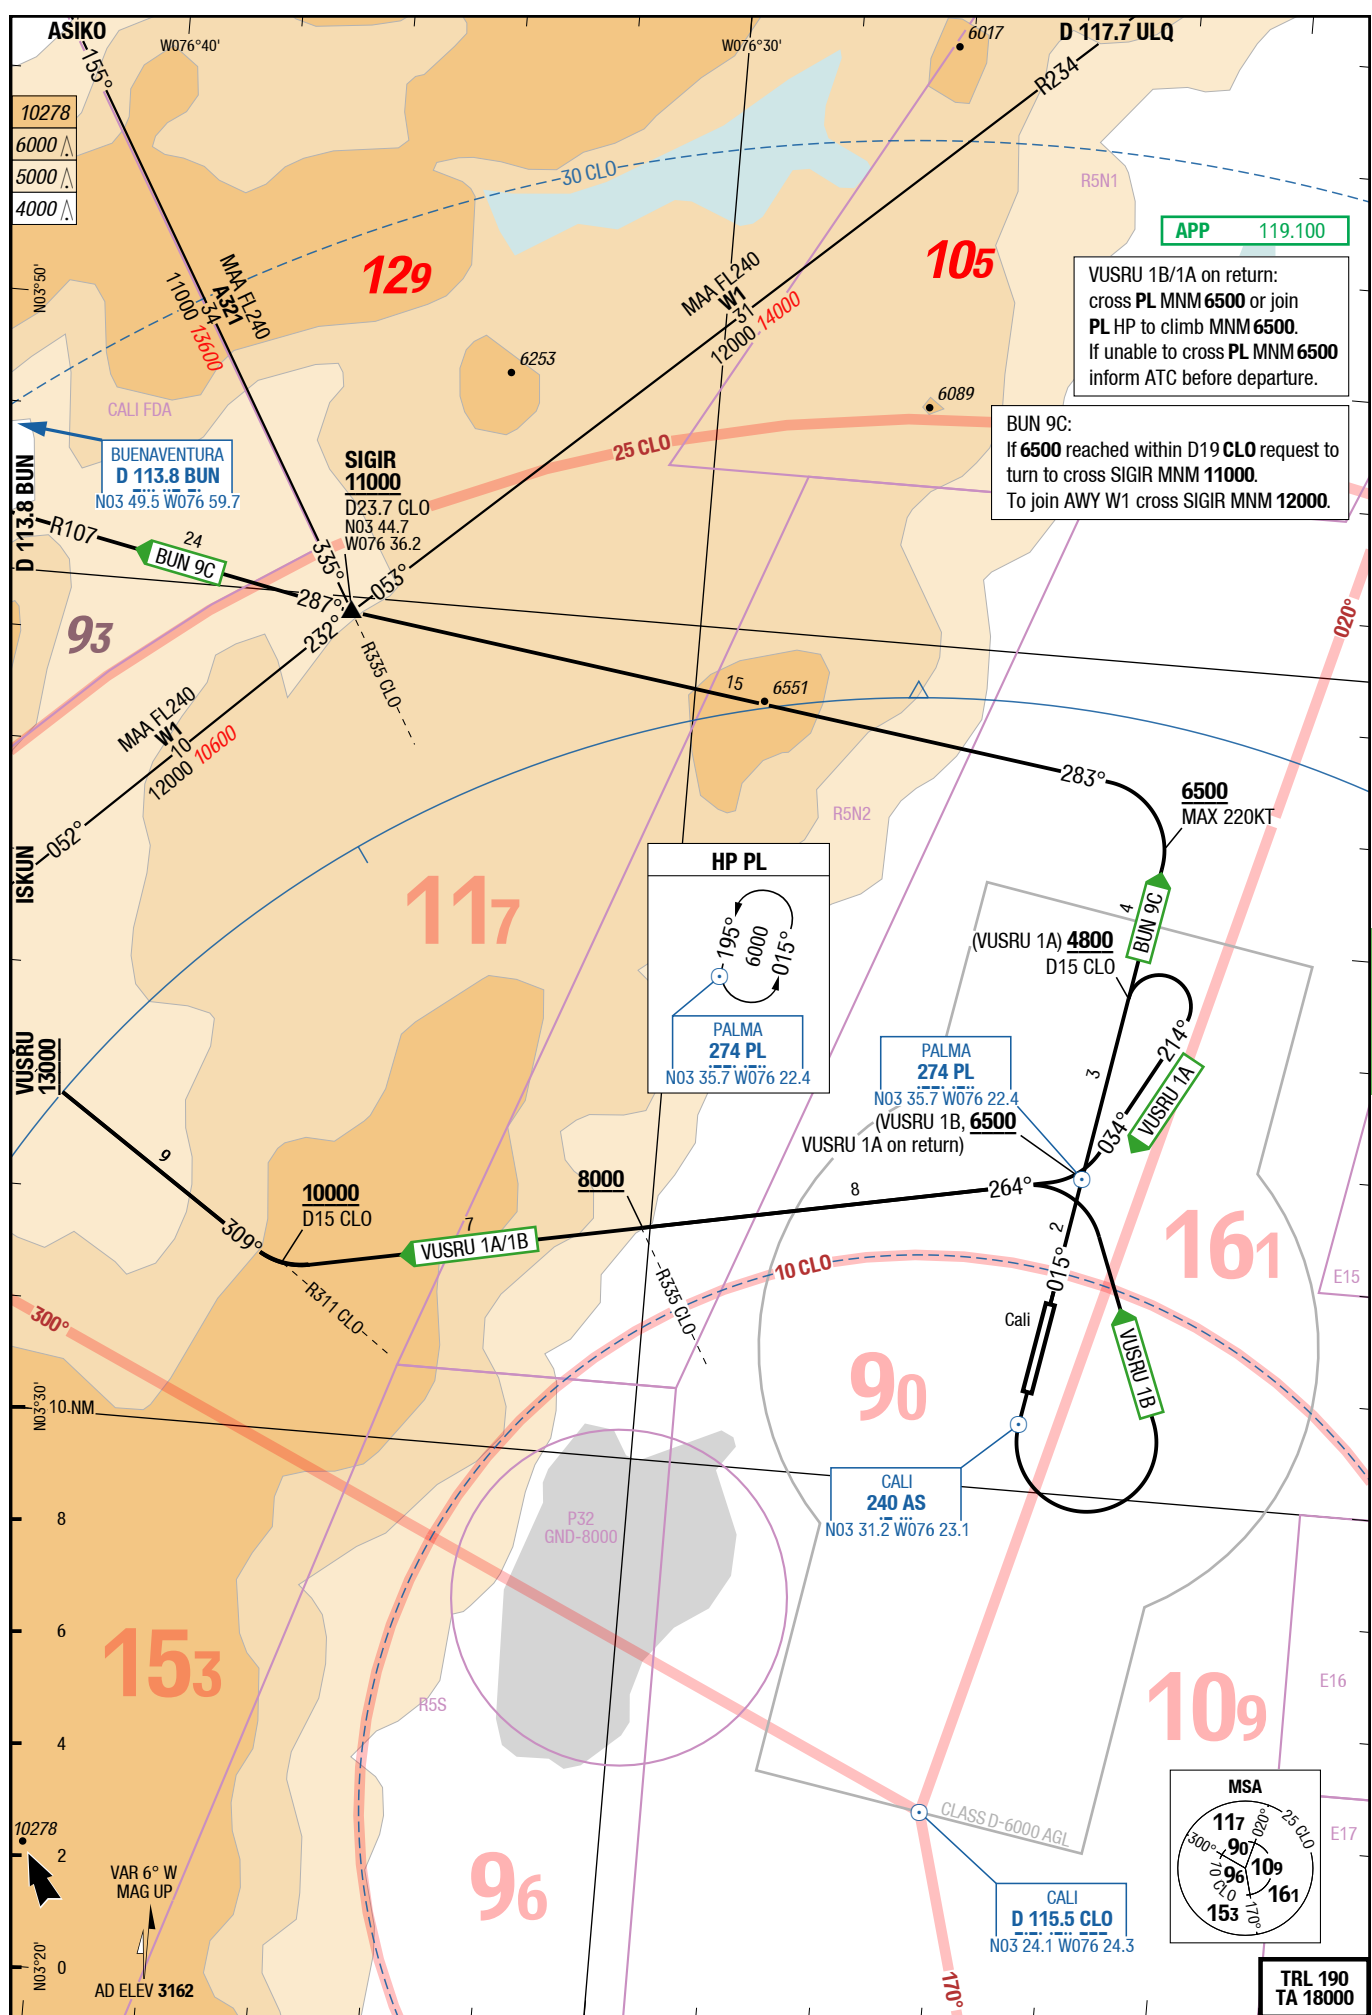 ASIKO
W076°40'
W076°30'
6017
D 117.7 ULQ
155°
R234
10278
6000
5000
4000
30 CLO
R5N1
APP 119.100
VUSRU 1B/1A on return:
cross PL MNM 6500 or join
PL HP to climb MNM 6500.
If unable to cross PL MNM 6500
inform ATC before departure.
N03°50'
129
105
MAA FL240
A321
34
11000 13600
MAA FL240
W1
31
12000 14000
6253
6089
CALI FDA
BUN 9C:
If 6500 reached within D19 CLO request to
turn to cross SIGIR MNM 11000.
To join AWY W1 cross SIGIR MNM 12000.
BUENAVENTURA
D 113.8 BUN
N03 49.5 W076 59.7
25 CLO
SIGIR
11000
D23.7 CLO
N03 44.7
W076 36.2
D 113.8 BUN
R107
24
BUN 9C
335°
053°
287°
232°
020°
93
R335 CLO
15
6551
MAA FL240
W1
10
12000 10600
283°
6500
MAX 220KT
R5N2
052°
ISKUN
117
HP PL
195°
6000
015°
PALMA
274 PL
N03 35.7 W076 22.4
4
BUN 9C
(VUSRU 1A) 4800
D15 CLO
214°
VUSRU 1A
3
034°
PALMA
274 PL
N03 35.7 W076 22.4
(VUSRU 1B, 6500
VUSRU 1A on return)
VUSRU
13000
9
10000
D15 CLO
8000
8
264°
7
VUSRU 1A/1B
309°
2
015°
161
10 CLO
R335 CLO
R311 CLO
E15
300°
Cali
VUSRU 1B
90
N03°30'
10 NM
CALI
240 AS
N03 31.2 W076 23.1
8
P32
GND-8000
6
153
R5S
E16
109
4
MSA
117
020°
25 CLO
300°
90
96
109
10 CLO
161
153
170°
CLASS D-6000 AGL
E17
10278
2
VAR 6° W
MAG UP
96
CALI
D 115.5 CLO
N03 24.1 W076 24.3
N03°20'
0
AD ELEV 3162
170°
TRL 190
TA 18000